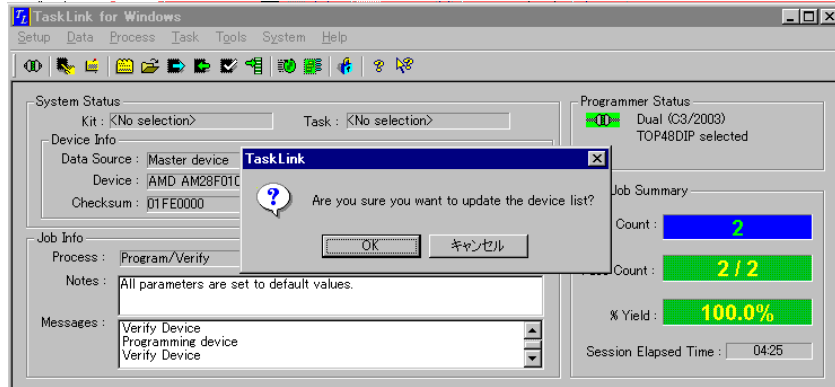 TaskLink for Windows
Setup Data Process Task Tools System Help
System Status
Kit : <No selection>
Task : <No selection>
Device Info
Data Source : Master device
Device : AMD AM28F010
Checksum : 01FE0000
Job Info
Process : Program/Verify
Notes : All parameters are set to default values.
Messages : Verify Device
Programming device
Verify Device
TaskLink
Are you sure you want to update the device list?
OK
キャンセル
Programmer Status
Dual (C3/2003)
TOP48DIP selected
Job Summary
Count : 2
Count : 2 / 2
% Yield : 100.0%
Session Elapsed Time : 04:25